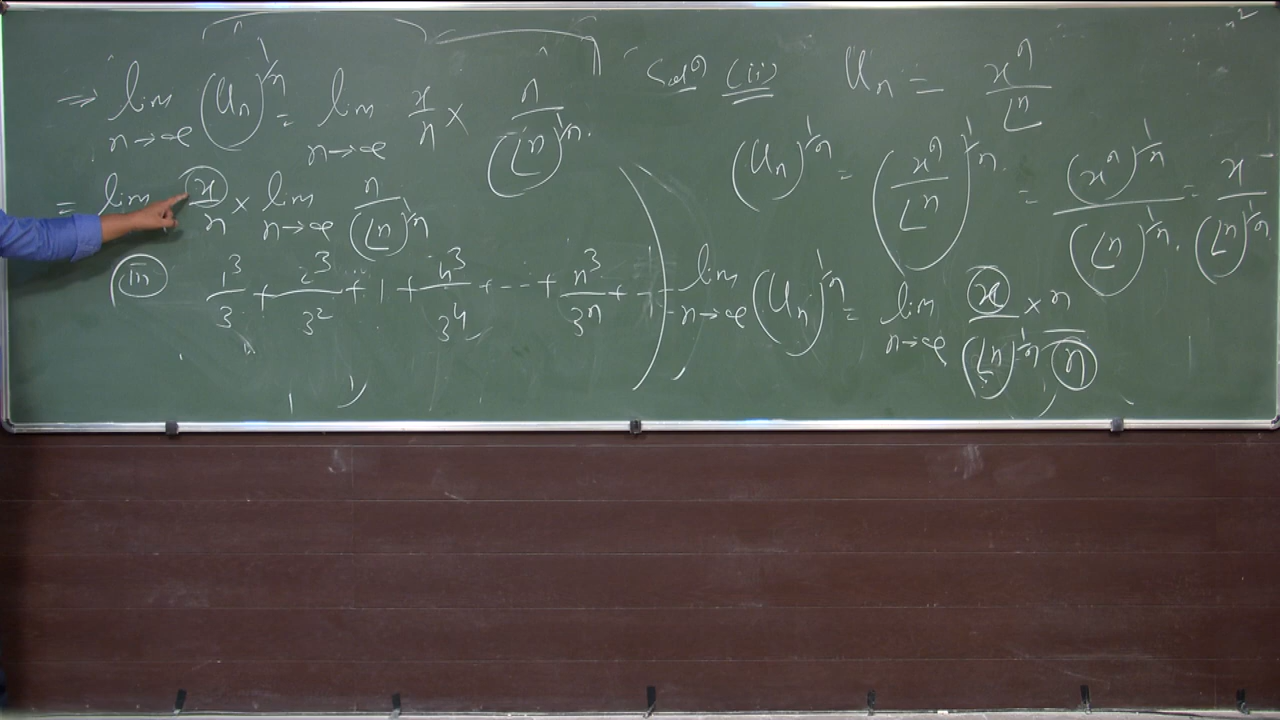 ⇒ lim n→∞ (Un)^1/n = lim n→∞ x/n × n/(∟n)^1/n.
= lim x/n × lim n→∞ n/(∟n)^1/n
(iii) 1³/3 + 2³/3² + 1 + 4³/3⁴ + --- + n³/3ⁿ + -
Solⁿ (ii) Un = xⁿ/∟n
(Un)^1/n = (xⁿ/∟n)^1/n. = (xⁿ)^1/n/(∟n)^1/n. = x/(∟n)^1/n
lim n→∞ (Un)^1/n = lim n→∞ x/(∟n)^1/n × n/n